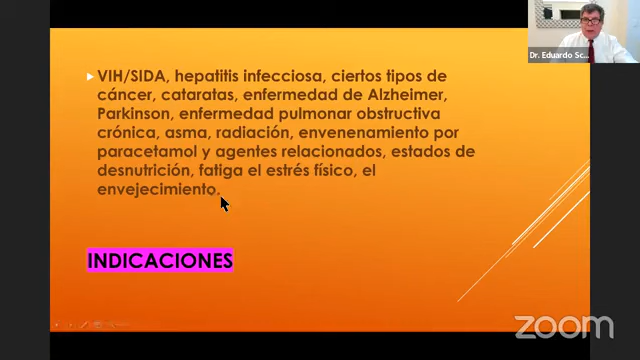 Dr. Eduardo Sc...
VIH/SIDA, hepatitis infecciosa, ciertos tipos de
cáncer, cataratas, enfermedad de Alzheimer,
Parkinson, enfermedad pulmonar obstructiva
crónica, asma, radiación, envenenamiento por
paracetamol y agentes relacionados, estados de
desnutrición, fatiga el estrés físico, el
envejecimiento.
INDICACIONES
zoom